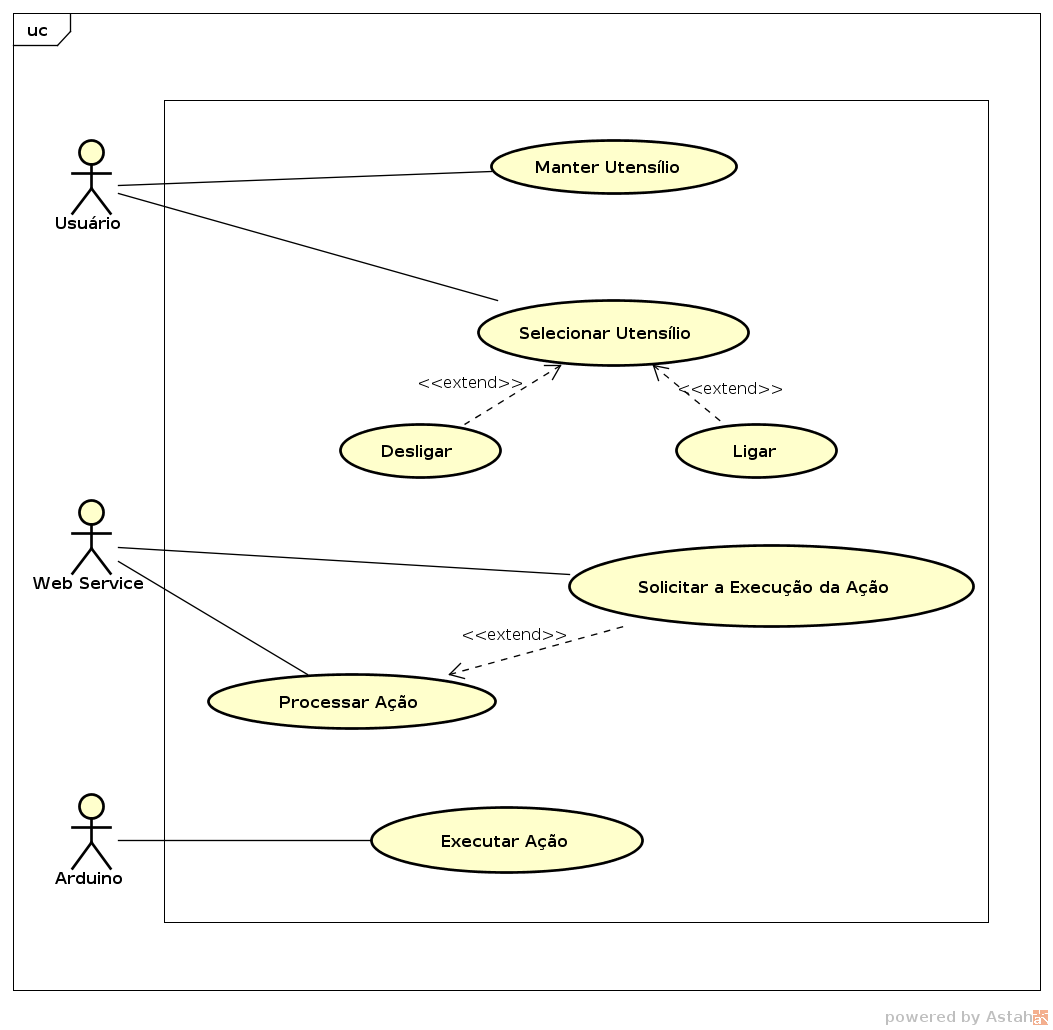 uc
Manter Utensílio
Usuário
Selecionar Utensílio
<<extend>>
<<extend>>
Desligar
Ligar
Web Service
Solicitar a Execução da Ação
<<extend>>
Processar Ação
Executar Ação
Arduino
powered by Astah